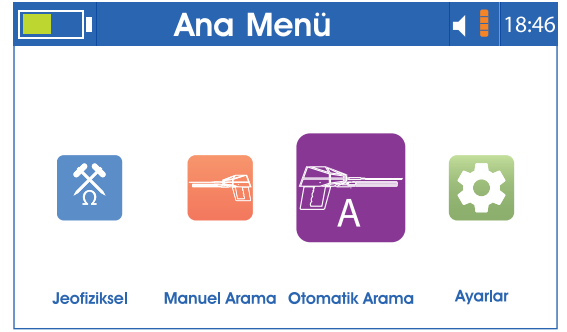 Ana Menü
18:46
Ω
A
Jeofiziksel
Manuel Arama
Otomatik Arama
Ayarlar